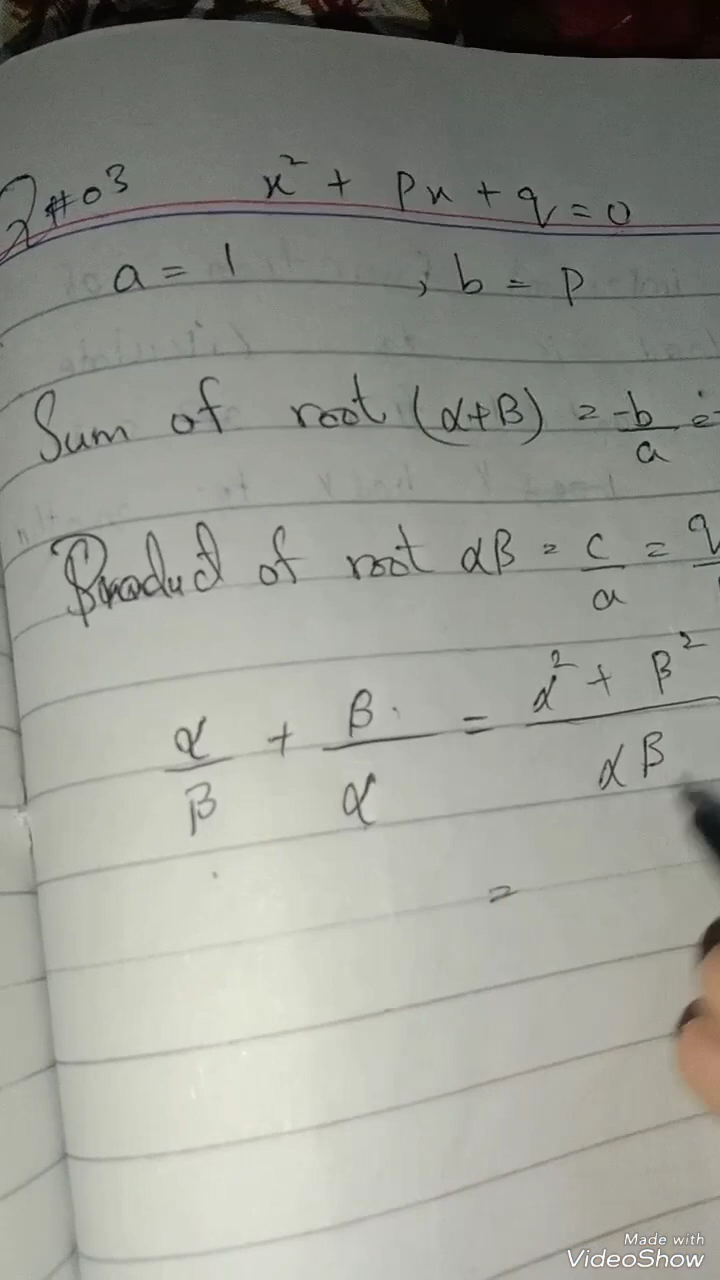 Q#03 x² + px + q = 0
a = 1 ; b = p
Sum of root (α+β) = -b/a =
Product of root αβ = c/a = q
α/β + β/α = α² + β² / αβ
=
Made with
VideoShow